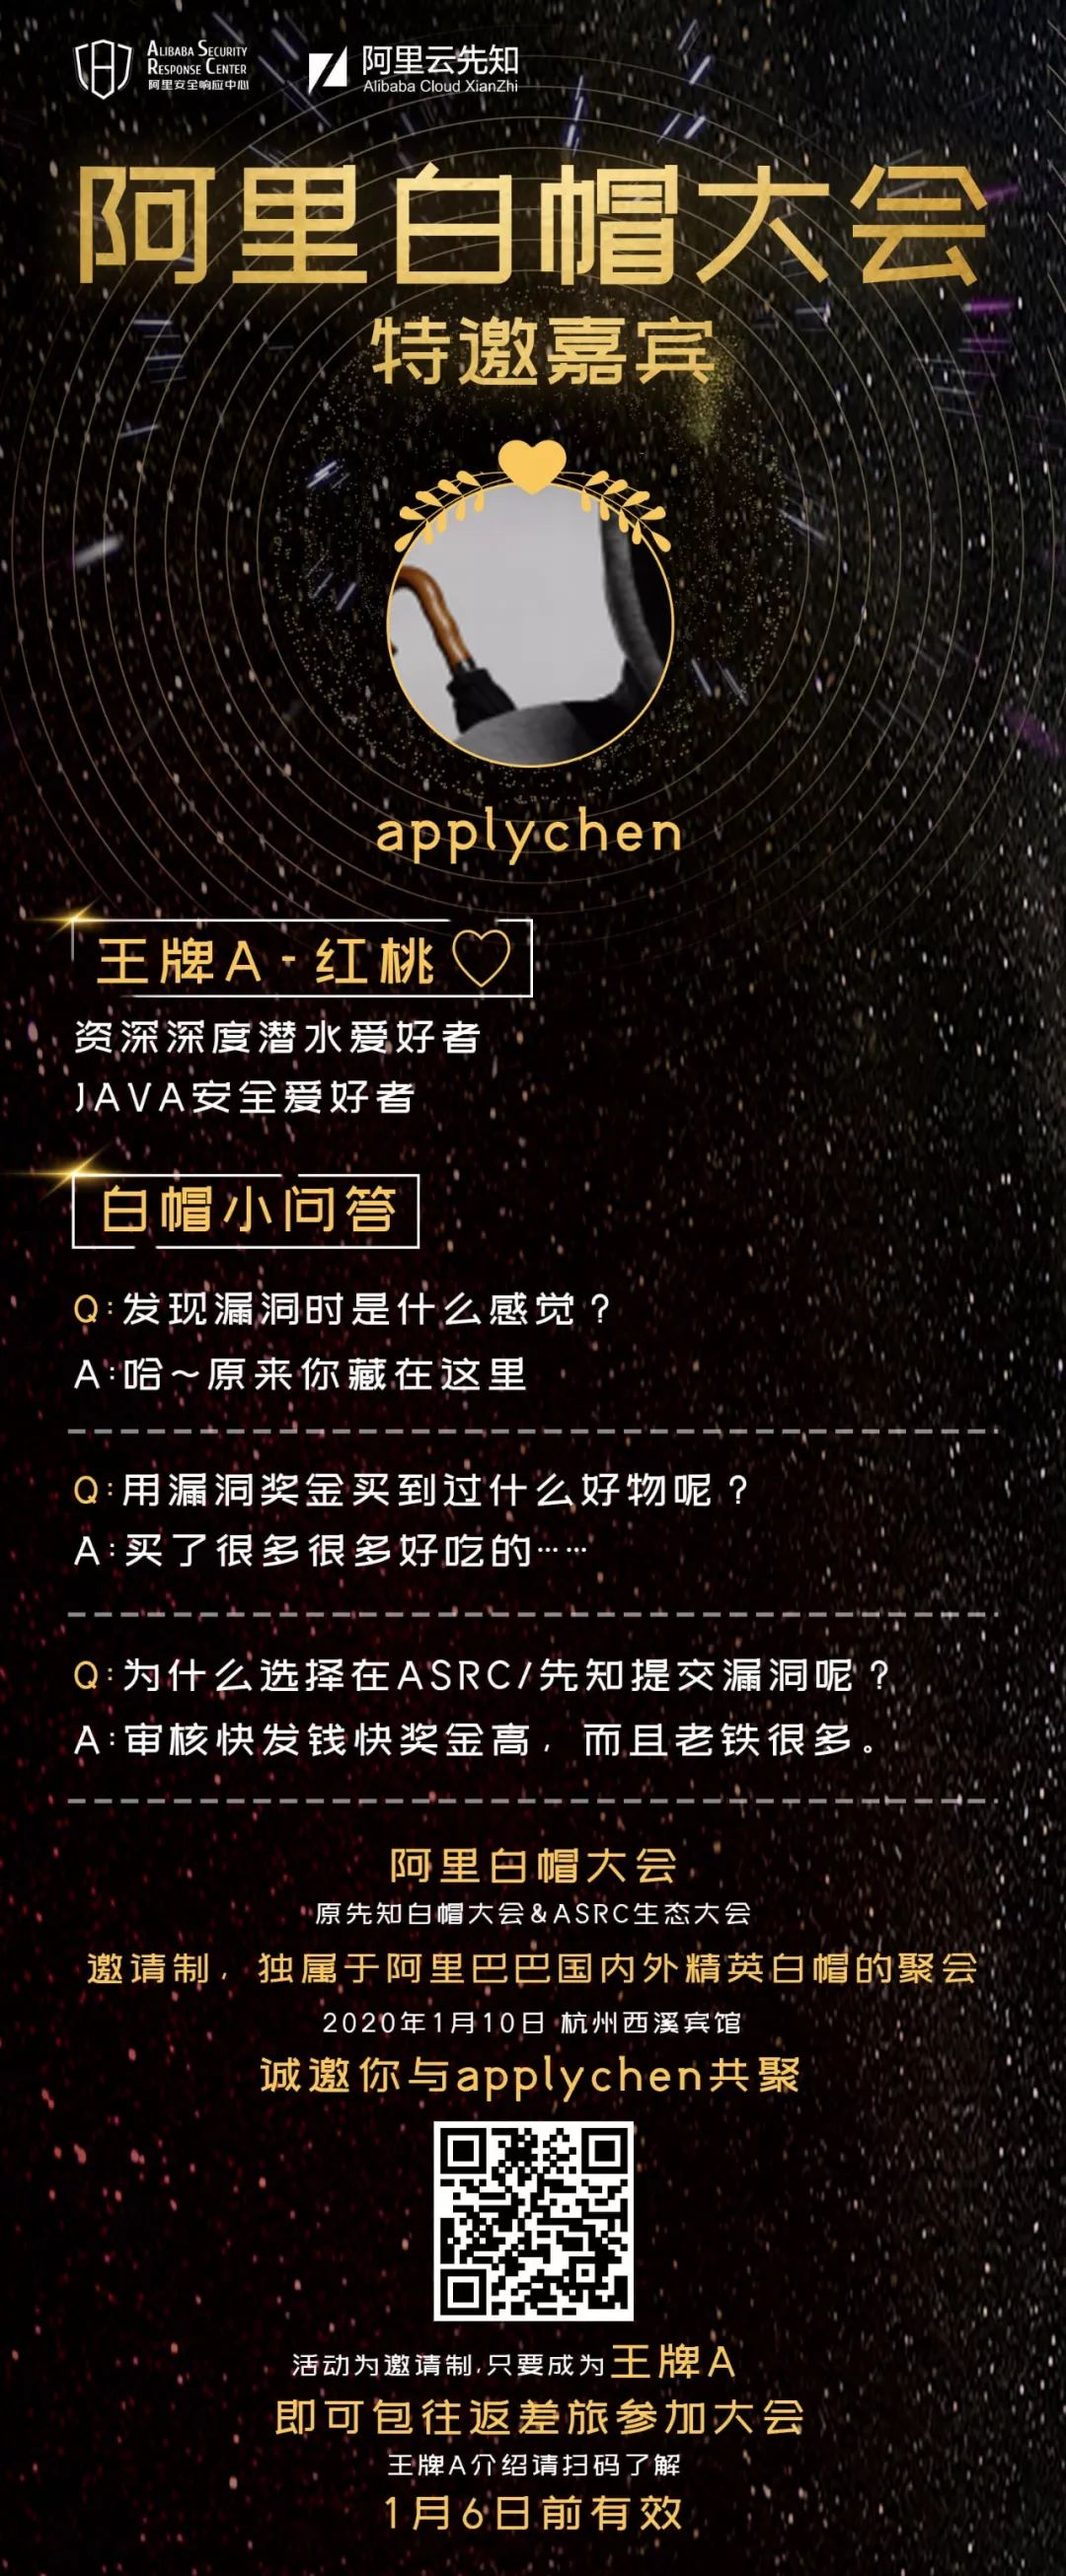 ALIBABA SECURITY
RESPONSE CENTER
阿里安全响应中心
阿里云先知
Alibaba Cloud XianZhi
阿里白帽大会
特邀嘉宾
applychen
王牌A-红桃♡
资深深度潜水爱好者
JAVA安全爱好者
白帽小问答
Q:发现漏洞时是什么感觉？
A:哈~原来你藏在这里
Q:用漏洞奖金买到过什么好物呢？
A:买了很多很多好吃的……
Q:为什么选择在ASRC/先知提交漏洞呢？
A:审核快发钱快奖金高，而且老铁很多。
阿里白帽大会
原先知白帽大会&ASRC生态大会
邀请制，独属于阿里巴巴国内外精英白帽的聚会
2020年1月10日 杭州西溪宾馆
诚邀你与applychen共聚
活动为邀请制,只要成为王牌A
即可包往返差旅参加大会
王牌A介绍请扫码了解
1月6日前有效